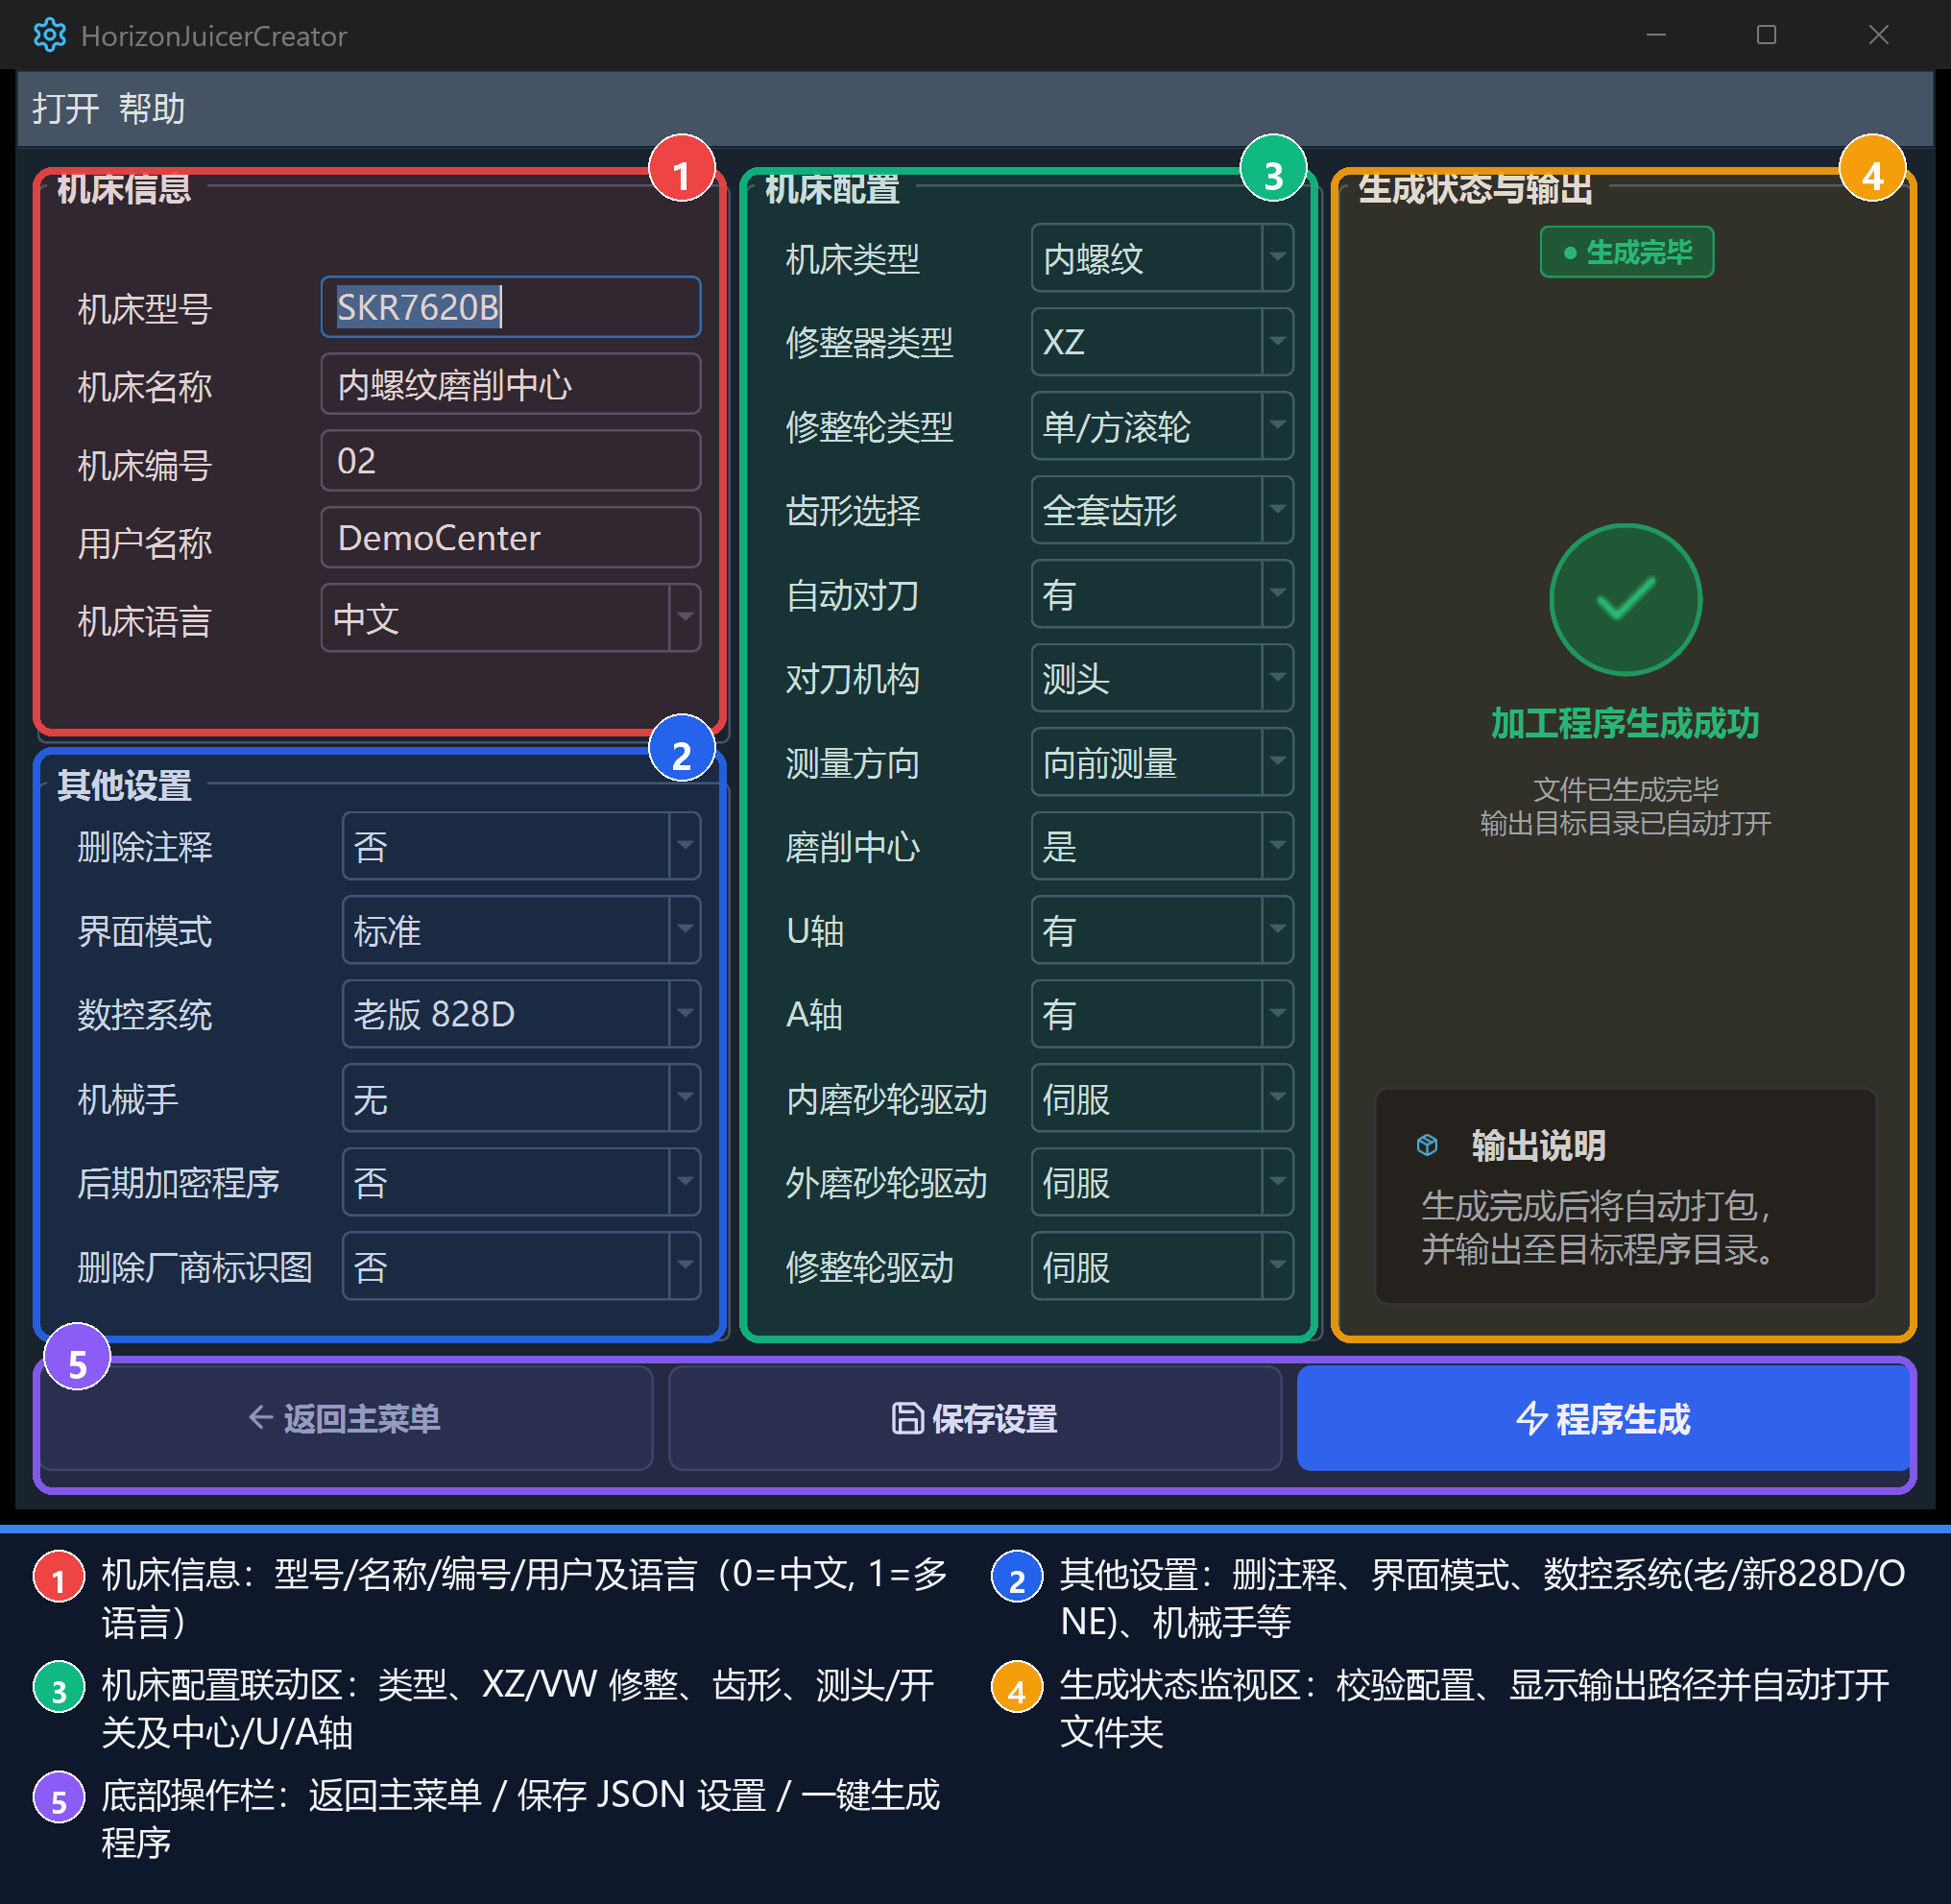 HorizonJuicerCreator
打开 帮助
机床信息
1
机床型号 SKR7620B
机床名称 内螺纹磨削中心
机床编号 02
用户名称 DemoCenter
机床语言 中文
2
其他设置
删除注释 否
界面模式 标准
数控系统 老版 828D
机械手 无
后期加密程序 否
删除厂商标识图 否
3
机床配置
机床类型 内螺纹
修整器类型 XZ
修整轮类型 单/方滚轮
齿形选择 全套齿形
自动对刀 有
对刀机构 测头
测量方向 向前测量
磨削中心 是
U轴 有
A轴 有
内磨砂轮驱动 伺服
外磨砂轮驱动 伺服
修整轮驱动 伺服
4
生成状态与输出
生成完毕
加工程序生成成功
文件已生成完毕
输出目标目录已自动打开
输出说明
生成完成后将自动打包，
并输出至目标程序目录。
5
返回主菜单
保存设置
程序生成
1 机床信息：型号/名称/编号/用户及语言（0=中文, 1=多
语言）
2 其他设置：删注释、界面模式、数控系统(老/新828D/O
NE)、机械手等
3 机床配置联动区：类型、XZ/VW 修整、齿形、测头/开
关及中心/U/A轴
4 生成状态监视区：校验配置、显示输出路径并自动打开
文件夹
5 底部操作栏：返回主菜单 / 保存 JSON 设置 / 一键生成
程序